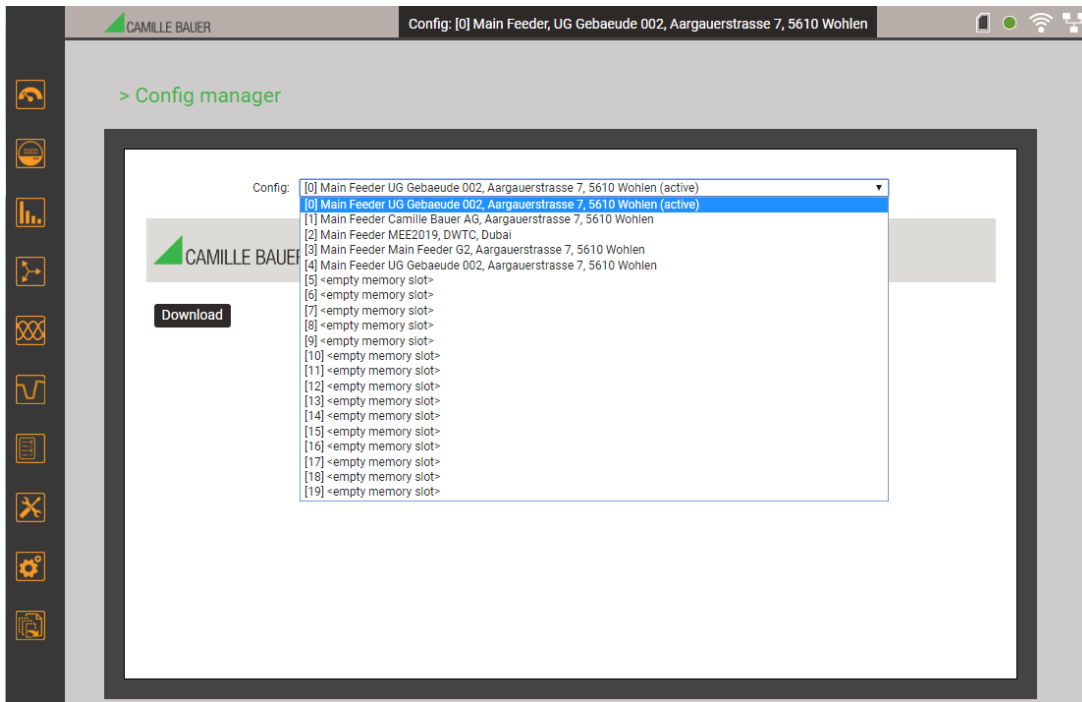 CAMILLE BAUER
Config: [0] Main Feeder, UG Gebaeude 002, Aargauerstrasse 7, 5610 Wohlen
> Config manager
Config: [0] Main Feeder UG Gebaeude 002, Aargauerstrasse 7, 5610 Wohlen (active)
[0] Main Feeder UG Gebaeude 002, Aargauerstrasse 7, 5610 Wohlen (active)
[1] Main Feeder Camille Bauer AG, Aargauerstrasse 7, 5610 Wohlen
[2] Main Feeder MEE2019, DWTC, Dubai
[3] Main Feeder Main Feeder G2, Aargauerstrasse 7, 5610 Wohlen
[4] Main Feeder UG Gebaeude 002, Aargauerstrasse 7, 5610 Wohlen
CAMILLE BAUER
[5] <empty memory slot>
[6] <empty memory slot>
[7] <empty memory slot>
Download
[8] <empty memory slot>
[9] <empty memory slot>
[10] <empty memory slot>
[11] <empty memory slot>
[12] <empty memory slot>
[13] <empty memory slot>
[14] <empty memory slot>
[15] <empty memory slot>
[16] <empty memory slot>
[17] <empty memory slot>
[18] <empty memory slot>
[19] <empty memory slot>